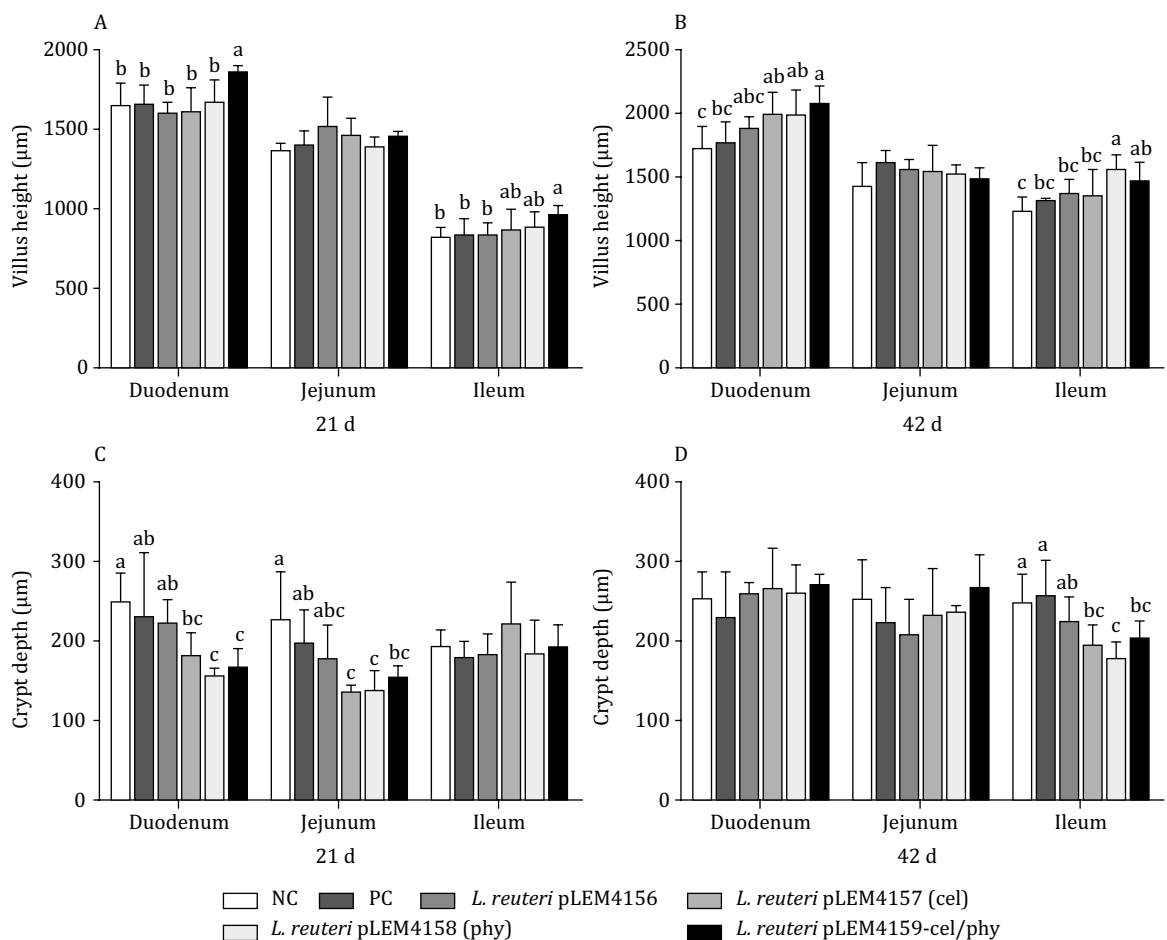 A
Villus height (μm)
2000
1500
1000
500
0
b b b b b a
b b b ab ab a
Duodenum Jejunum Ileum
21 d
B
Villus height (μm)
2500
2000
1500
1000
500
0
c bc abc ab ab a
c bc bc bc a ab
Duodenum Jejunum Ileum
42 d
C
Crypt depth (μm)
400
300
200
100
0
a ab ab bc c c
a ab abc c c bc
Duodenum Jejunum Ileum
21 d
D
Crypt depth (μm)
400
300
200
100
0
a a ab bc c bc
Duodenum Jejunum Ileum
42 d
NC PC L. reuteri pLEM4156 L. reuteri pLEM4157 (cel)
L. reuteri pLEM4158 (phy) L. reuteri pLEM4159-cel/phy